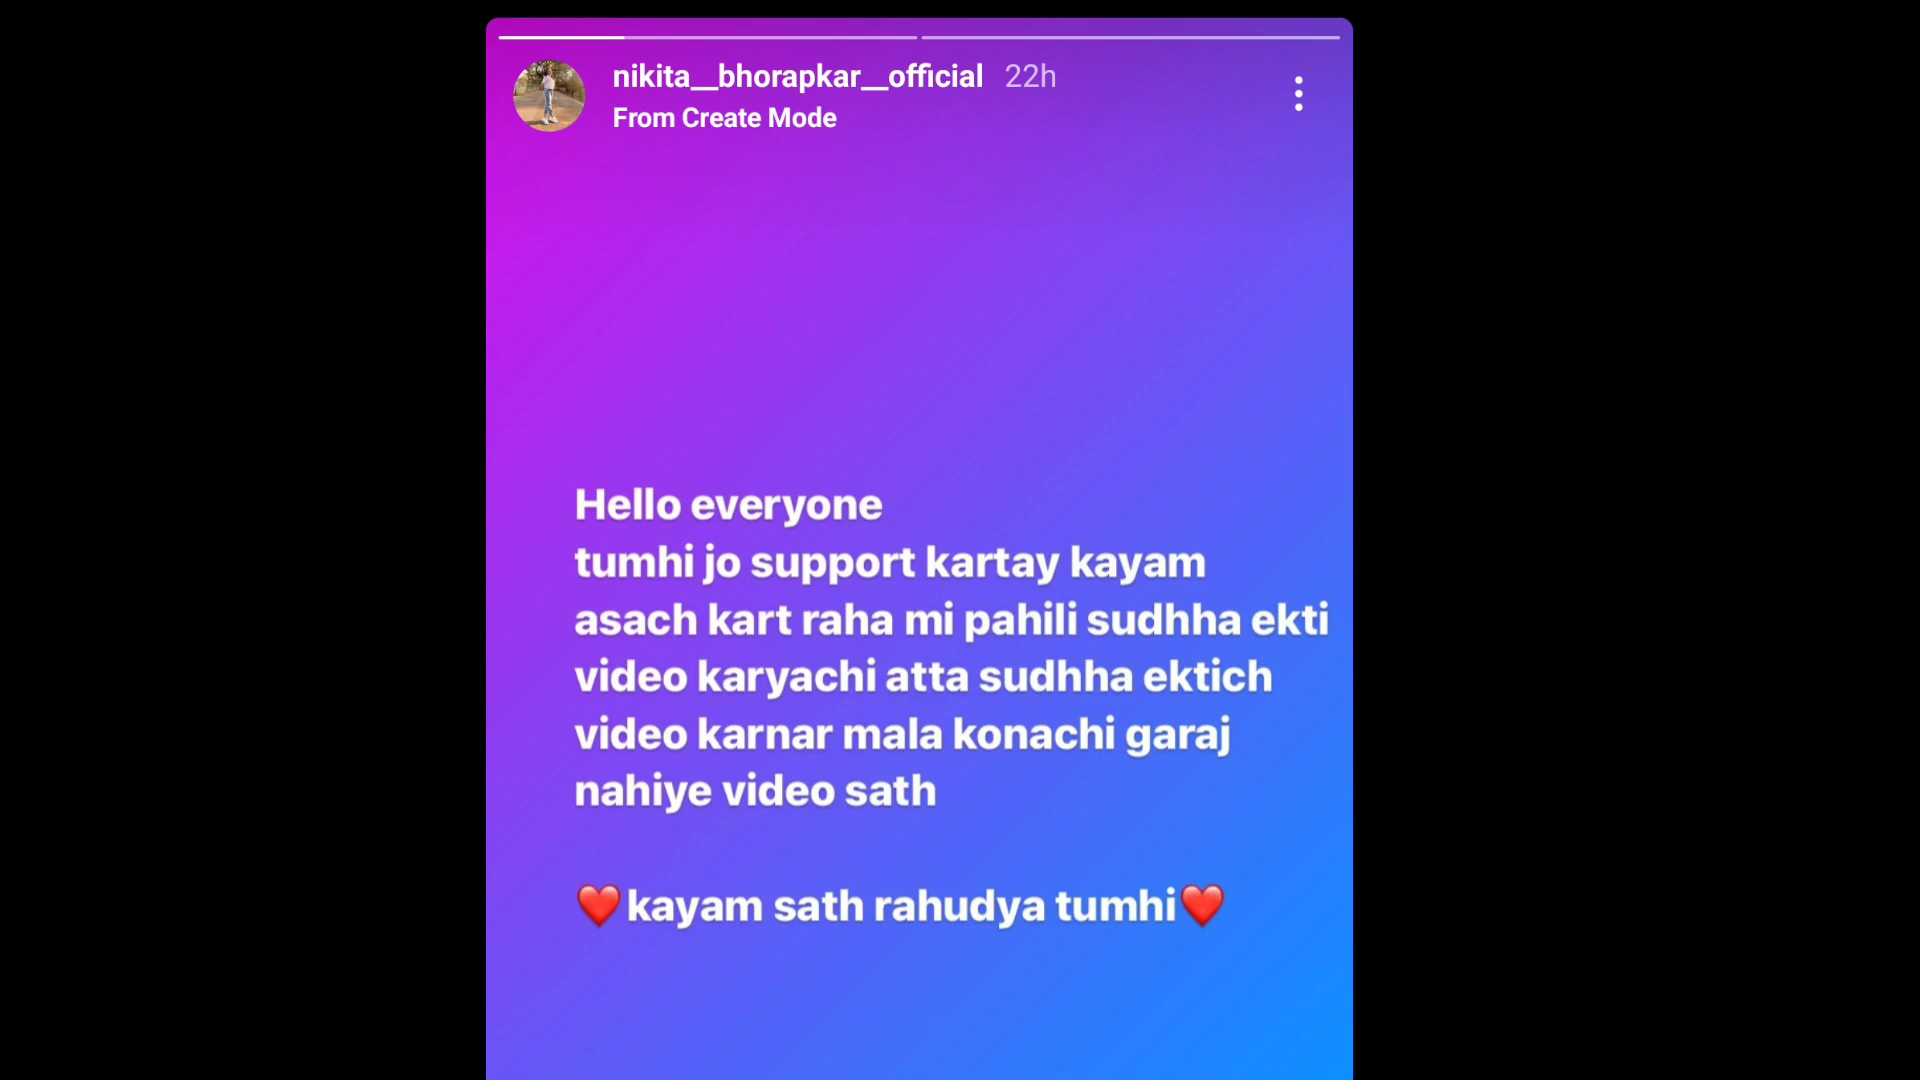 nikita__bhorapkar__official 22h
From Create Mode
Hello everyone
tumhi jo support kartay kayam
asach kart raha mi pahili sudhha ekti
video karyachi atta sudhha ektich
video karnar mala konachi garaj
nahiye video sath
❤️kayam sath rahudya tumhi❤️